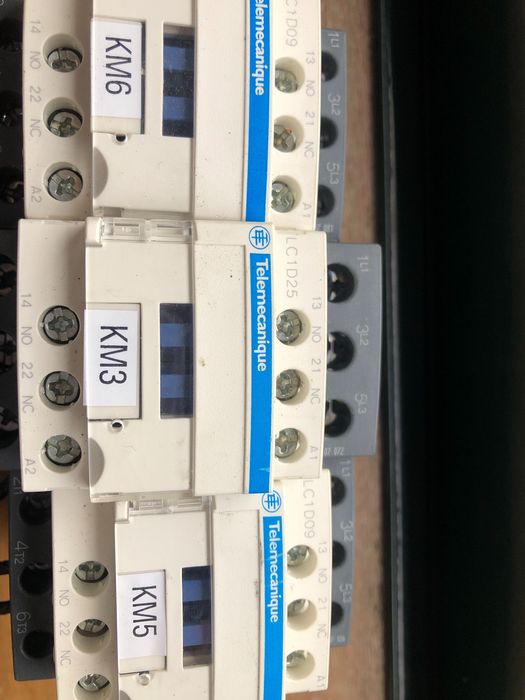 14 NO
22 NC
A2
KM6
Telemecanique
LC1D09
13 NO
21 NC
A1
1L1
3L2
5L3
14 NO
22 NC
A2
KM3
Telemecanique
LC1D25
13 NO
21 NC
A1
1L1
3L2
5L3
4T2
6T3
14 NO
22 NC
KM5
Telemecanique
LC1D09
13 NO
21 NC
A1
1L1
3L2
5L3